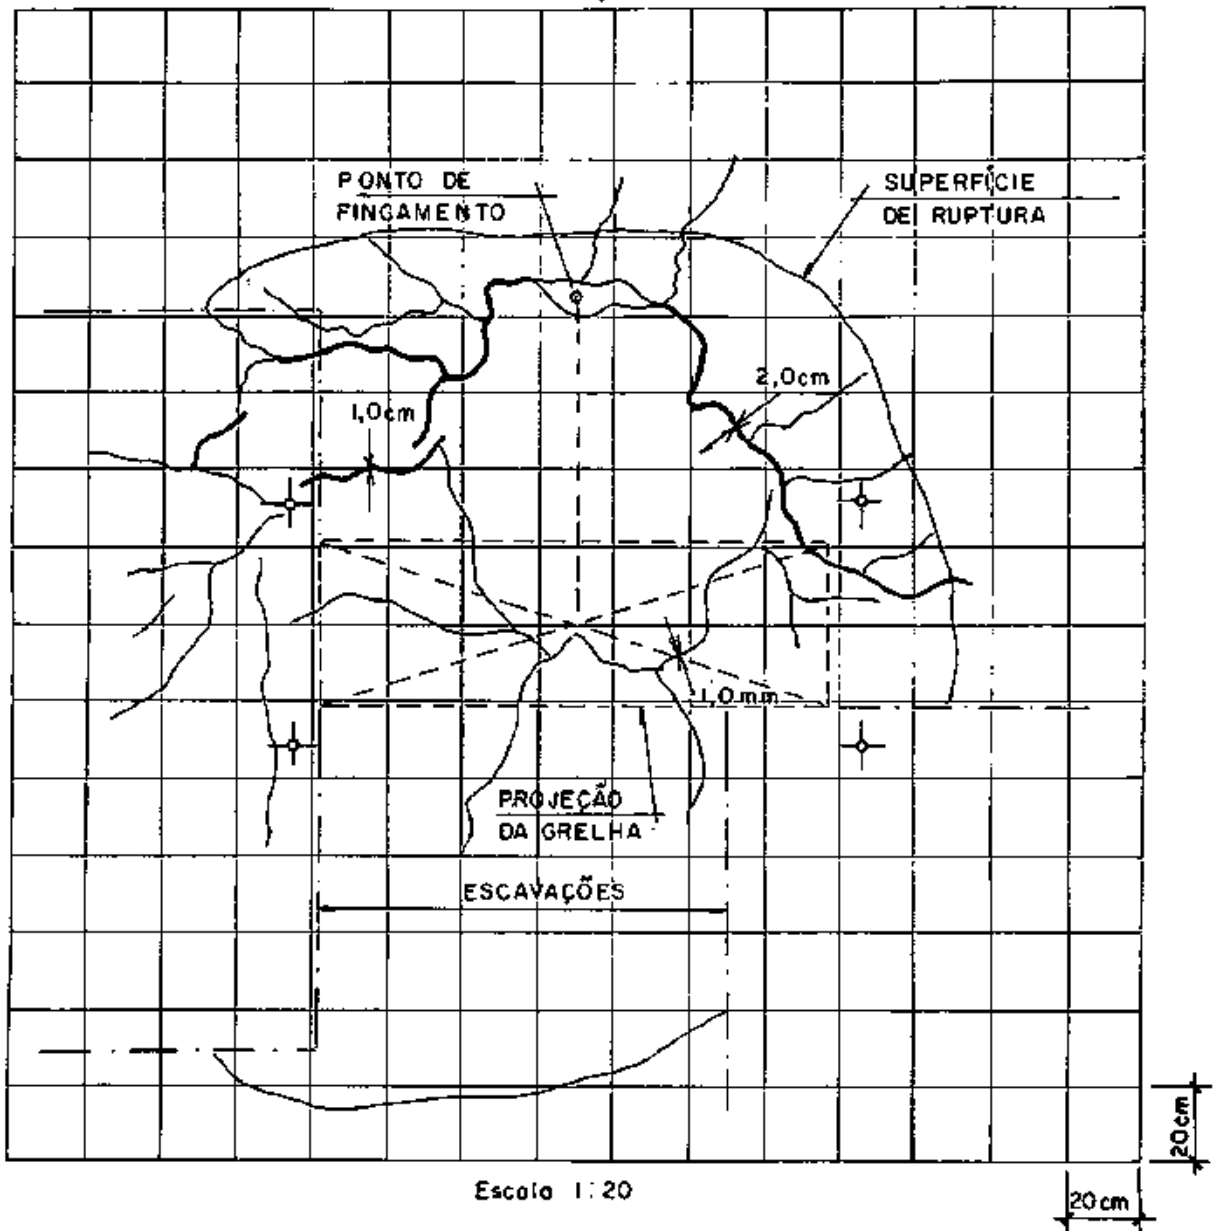 PONTO DE
FINCAMENTO
SUPERFÍCIE
DE RUPTURA
2,0cm
1,0cm
1,0mm
PROJEÇÃO
DA GRELHA
ESCAVAÇÕES
20cm
Escala 1:20
20cm